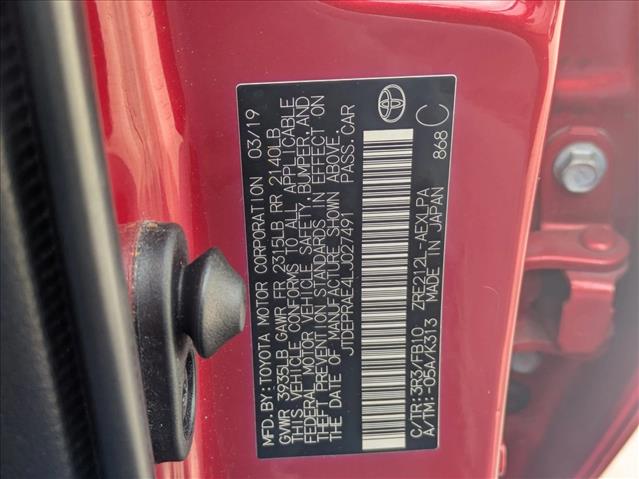 MFD.BY:TOYOTA MOTOR CORPORATION 03/19
GVWR 3935LB GAWR FR 2315LB RR 2140LB
THIS VEHICLE CONFORMS TO ALL APPLICABLE
FEDERAL MOTOR VEHICLE SAFETY, BUMPER, AND
THEFT PREVENTION STANDARDS IN EFFECT ON
THE DATE OF MANUFACTURE SHOWN ABOVE.
JTDEPRAE4LJ027491 PASS.CAR
C/TR:3R3/FB10 ZRE212L-AEXLPA
A/TM:-05A/K313 MADE IN JAPAN 868 C